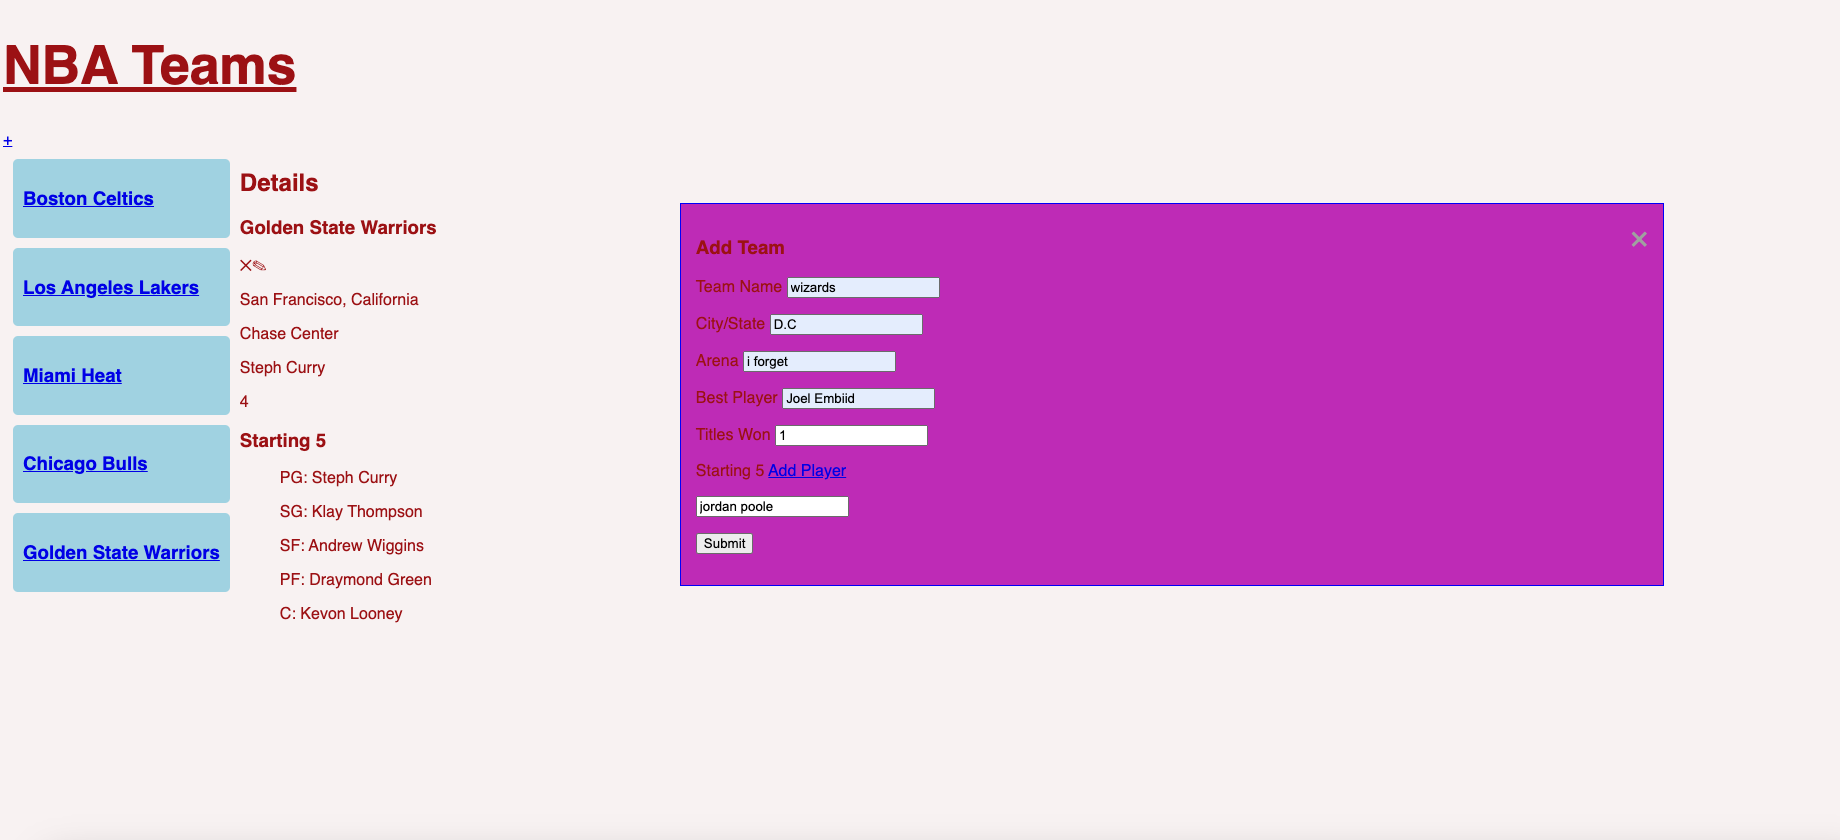 NBA Teams
+
Boston Celtics
Los Angeles Lakers
Miami Heat
Chicago Bulls
Golden State Warriors
Details
Golden State Warriors
✕✎
San Francisco, California
Chase Center
Steph Curry
4
Starting 5
PG: Steph Curry
SG: Klay Thompson
SF: Andrew Wiggins
PF: Draymond Green
C: Kevon Looney
×
Add Team
Team Name wizards
City/State D.C
Arena i forget
Best Player Joel Embiid
Titles Won 1
Starting 5 Add Player
jordan poole
Submit